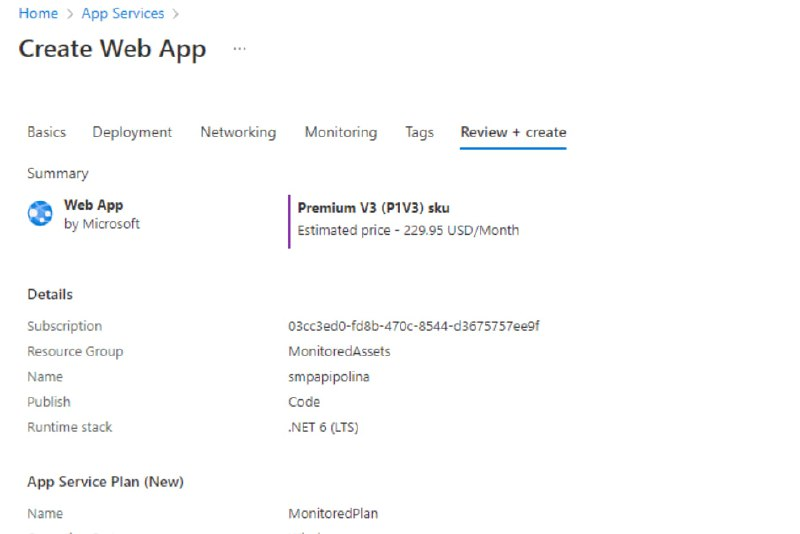 Home > App Services >
Create Web App ...
Basics Deployment Networking Monitoring Tags Review + create
Summary
Web App
by Microsoft
Premium V3 (P1V3) sku
Estimated price - 229.95 USD/Month
Details
Subscription 03cc3ed0-fd8b-470c-8544-d3675757ee9f
Resource Group MonitoredAssets
Name smpapipolina
Publish Code
Runtime stack .NET 6 (LTS)
App Service Plan (New)
Name MonitoredPlan